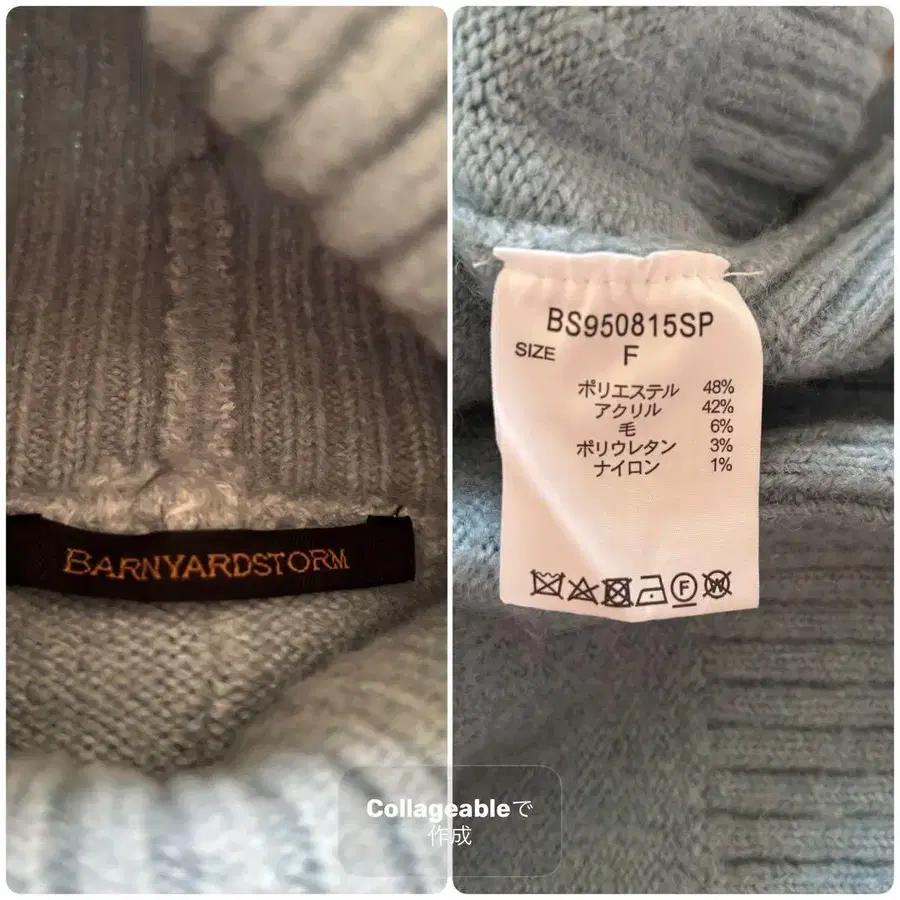 BARNYARDSTORM
BS950815SP
SIZE F
ポリエステル 48%
アクリル 42%
毛 6%
ポリウレタン 3%
ナイロン 1%
F W
Collageableで
作成